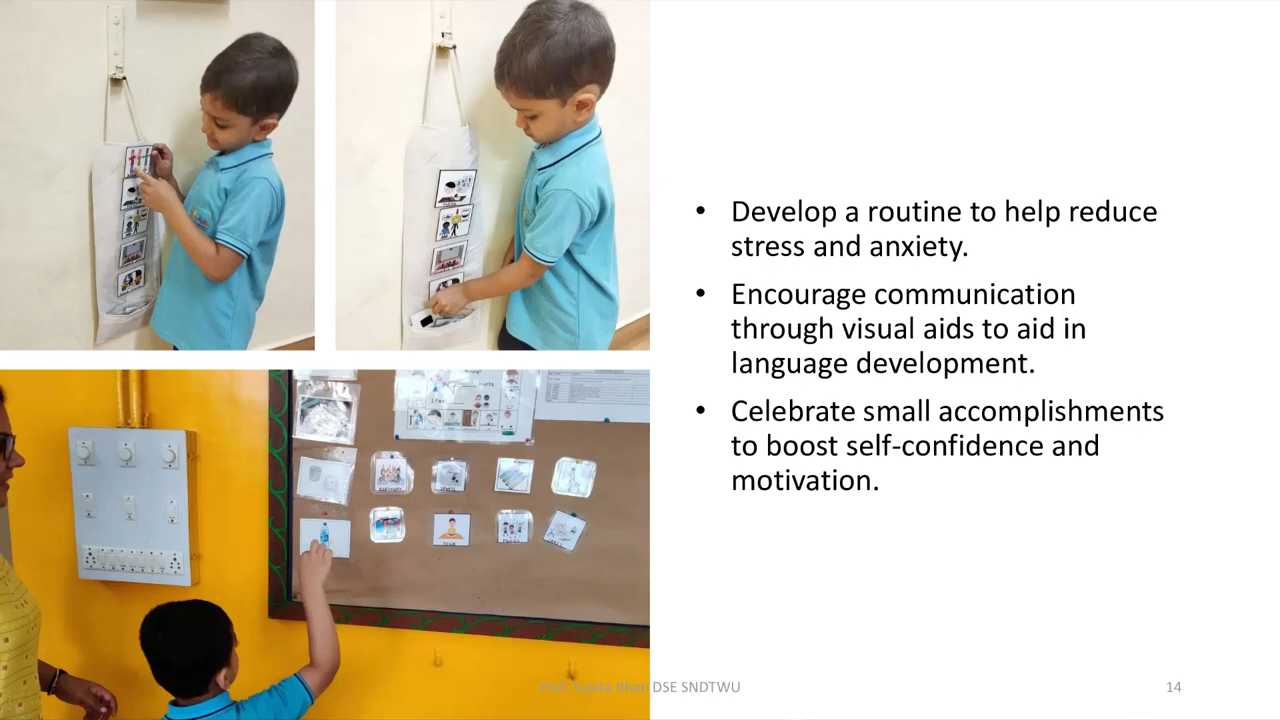 • Develop a routine to help reduce
stress and anxiety.
• Encourage communication
through visual aids to aid in
language development.
• Celebrate small accomplishments
to boost self-confidence and
motivation.
Prof. Sujata Bhan DSE SNDTWU
14